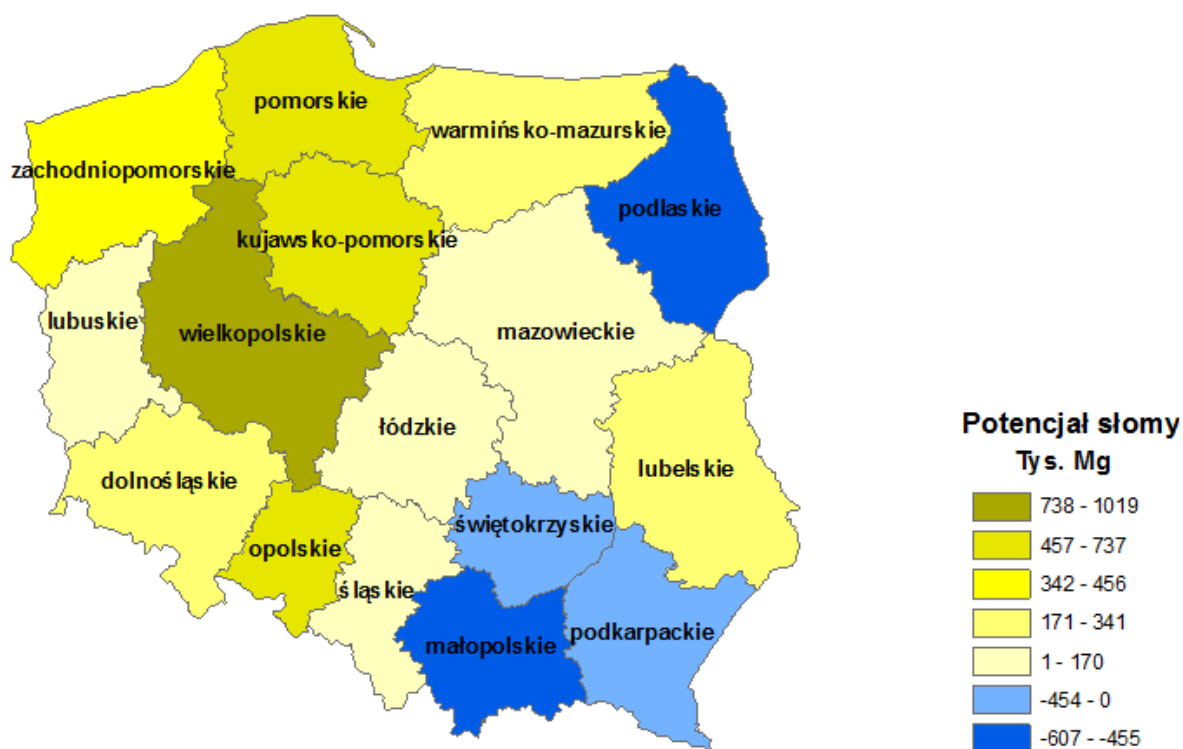 pomorskie
warmińsko-mazurskie
zachodniopomorskie
podlaskie
kujawsko-pomorskie
lubuskie
wielkopolskie
mazowieckie
łódzkie
lubelskie
dolnośląskie
świętokrzyskie
opolskie
śląskie
podkarpackie
małopolskie
Potencjał słomy
Tys. Mg
738 - 1019
457 - 737
342 - 456
171 - 341
1 - 170
-454 - 0
-607 - -455